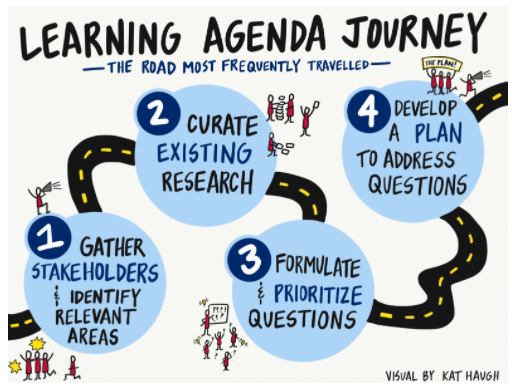 LEARNING AGENDA JOURNEY
— THE ROAD MOST FREQUENTLY TRAVELLED —
1
GATHER
STAKEHOLDERS
& IDENTIFY
RELEVANT
AREAS
2
CURATE
EXISTING
RESEARCH
3
FORMULATE
& PRIORITIZE
QUESTIONS
???
THE PLAN!
4
DEVELOP
A PLAN
TO ADDRESS
QUESTIONS
VISUAL BY KAT HAUGH